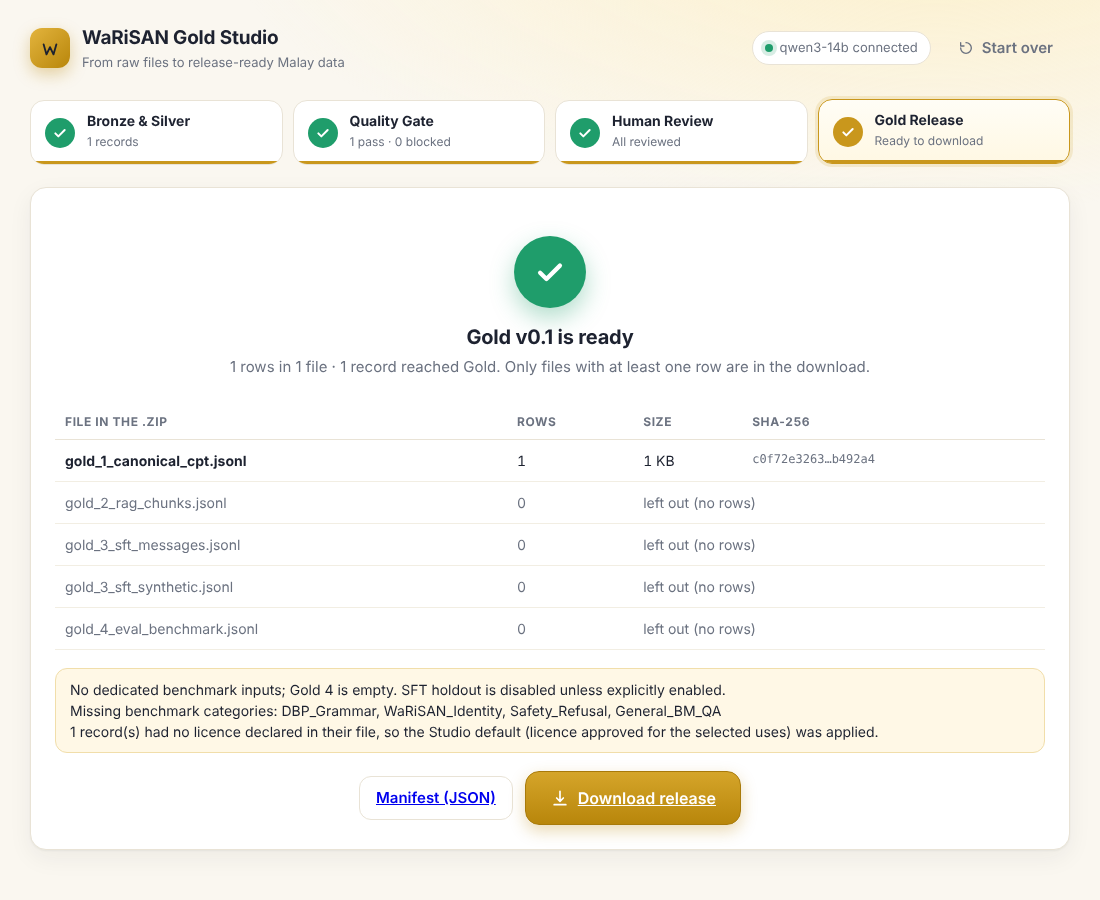 W
WaRiSAN Gold Studio
From raw files to release-ready Malay data
qwen3-14b connected
Start over
Bronze & Silver
1 records
Quality Gate
1 pass · 0 blocked
Human Review
All reviewed
Gold Release
Ready to download
Gold v0.1 is ready
1 rows in 1 file · 1 record reached Gold. Only files with at least one row are in the download.
FILE IN THE .ZIP ROWS SIZE SHA-256
gold_1_canonical_cpt.jsonl 1 1 KB c0f72e3263…b492a4
gold_2_rag_chunks.jsonl 0 left out (no rows)
gold_3_sft_messages.jsonl 0 left out (no rows)
gold_3_sft_synthetic.jsonl 0 left out (no rows)
gold_4_eval_benchmark.jsonl 0 left out (no rows)
No dedicated benchmark inputs; Gold 4 is empty. SFT holdout is disabled unless explicitly enabled.
Missing benchmark categories: DBP_Grammar, WaRiSAN_Identity, Safety_Refusal, General_BM_QA
1 record(s) had no licence declared in their file, so the Studio default (licence approved for the selected uses) was applied.
Manifest (JSON)
Download release